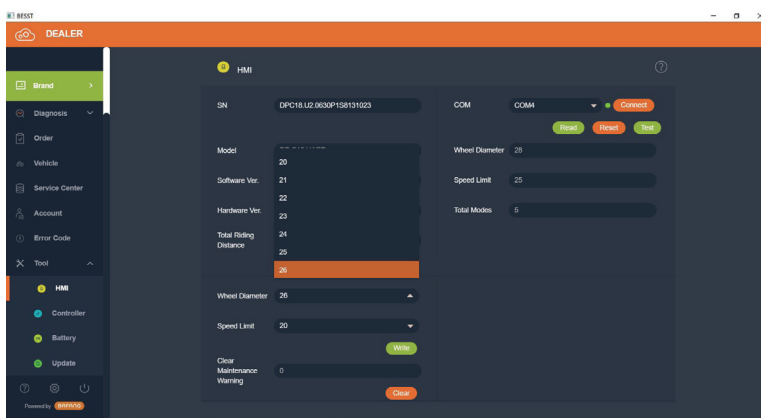 BESST
DEALER
Brand
Diagnosis
Order
Vehicle
Service Center
Account
Error Code
Tool
HMI
Controller
Battery
Update
Powered by BAFANG
HMI
SN DPC18.U2.0630P1S8131023
Model
Software Ver.
Hardware Ver.
Total Riding
Distance
20
21
22
23
24
25
26
Wheel Diameter 26
Speed Limit 20
Write
Clear
Maintenance
Warning
0
Clear
COM COM4 Connect
Read Reset Test
Wheel Diameter 28
Speed Limit 25
Total Modes 5